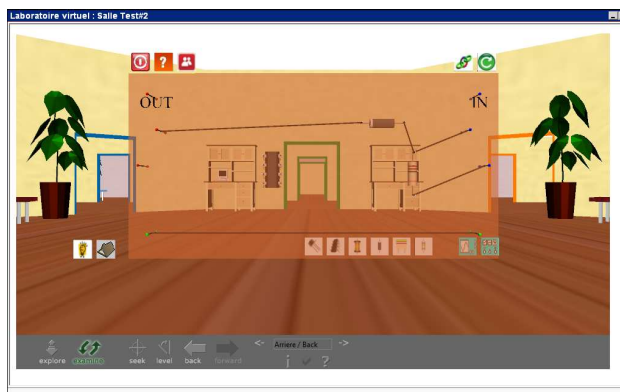 Laboratoire virtuel : Salle Test#2
?
OUT
IN
<- Arriere / Back ->
explore examine seek level back forward
i ?